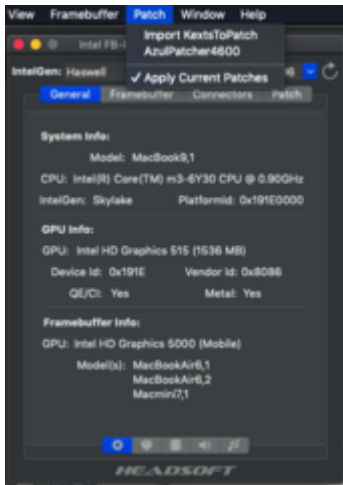 View Framebuffer Patch Window Help
Import KextsToPatch
AzulPatcher4600
✓ Apply Current Patches
Intel FB-
IntelGen: Haswell
General Framebuffer Connectors Patch
System Info:
Model: MacBook9,1
CPU: Intel(R) Core(TM) m3-6Y30 CPU @ 0.90GHz
IntelGen: Skylake Platformid: 0x191E0000
GPU Info:
GPU: Intel HD Graphics 515 (1536 MB)
Device Id: 0x191E Vendor Id: 0x8086
QE/CI: Yes Metal: Yes
Framebuffer Info:
GPU: Intel HD Graphics 5000 (Mobile)
Model(s): MacBookAir6,1
MacBookAir6,2
Macmini7,1
HEADSOFT